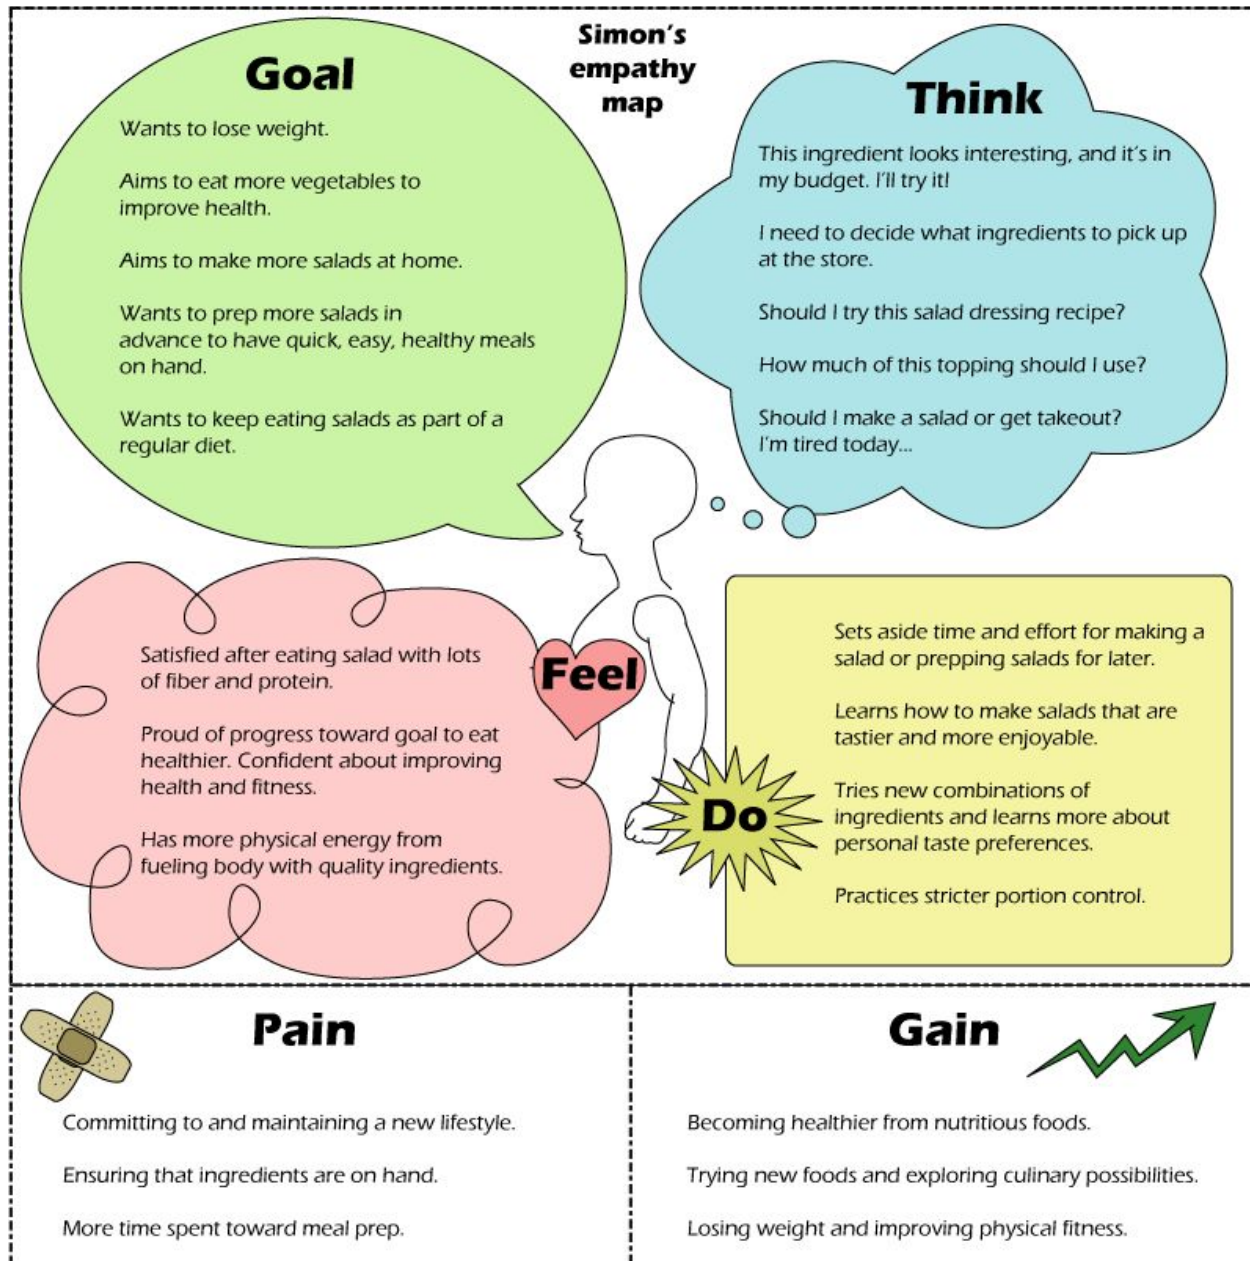 Simon's
empathy
map
Goal
Wants to lose weight.
Aims to eat more vegetables to
improve health.
Aims to make more salads at home.
Wants to prep more salads in
advance to have quick, easy, healthy meals
on hand.
Wants to keep eating salads as part of a
regular diet.
Think
This ingredient looks interesting, and it's in
my budget. I'll try it!
I need to decide what ingredients to pick up
at the store.
Should I try this salad dressing recipe?
How much of this topping should I use?
Should I make a salad or get takeout?
I'm tired today...
Feel
Satisfied after eating salad with lots
of fiber and protein.
Proud of progress toward goal to eat
healthier. Confident about improving
health and fitness.
Has more physical energy from
fueling body with quality ingredients.
Do
Sets aside time and effort for making a
salad or prepping salads for later.
Learns how to make salads that are
tastier and more enjoyable.
Tries new combinations of
ingredients and learns more about
personal taste preferences.
Practices stricter portion control.
Pain
Committing to and maintaining a new lifestyle.
Ensuring that ingredients are on hand.
More time spent toward meal prep.
Gain
Becoming healthier from nutritious foods.
Trying new foods and exploring culinary possibilities.
Losing weight and improving physical fitness.